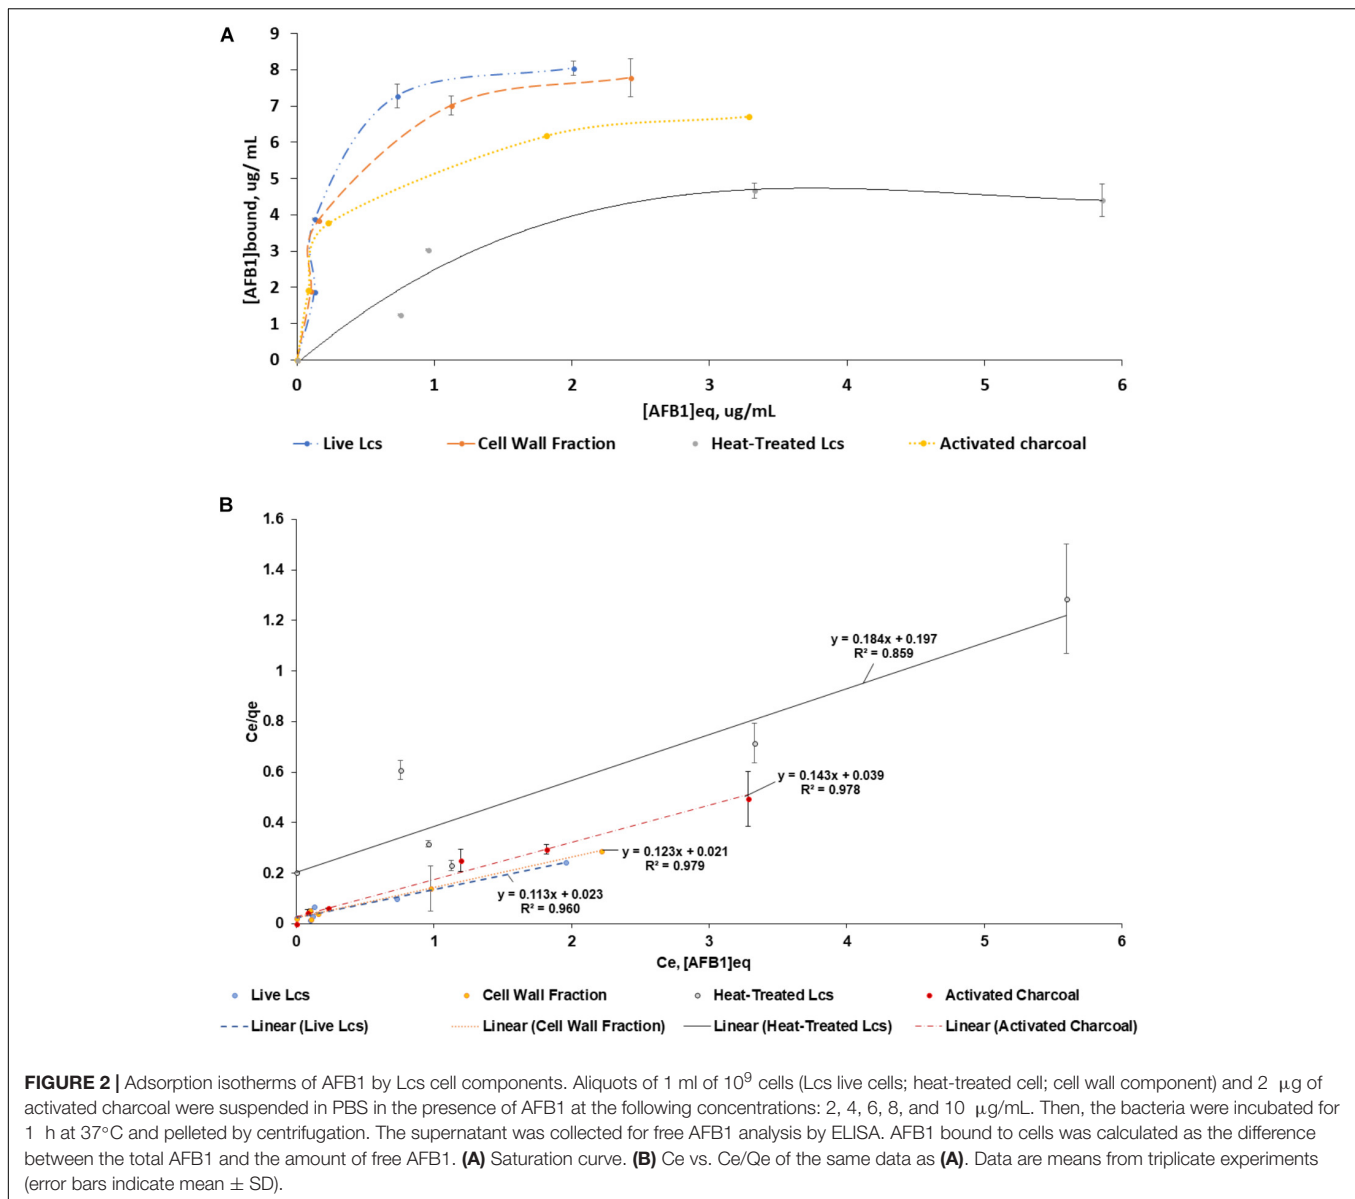 A
9
8
7
6
5
4
3
2
1
0
[AFB1]bound, ug/ mL
0 1 2 3 4 5 6
[AFB1]eq, ug/mL
Live Lcs Cell Wall Fraction Heat-Treated Lcs Activated charcoal
B
1.6
1.4
1.2
1
0.8
0.6
0.4
0.2
0
Ce/qe
y = 0.184x + 0.197
R² = 0.859
y = 0.143x + 0.039
R² = 0.978
y = 0.123x + 0.021
R² = 0.979
y = 0.113x + 0.023
R² = 0.960
0 1 2 3 4 5 6
Ce, [AFB1]eq
Live Lcs Cell Wall Fraction Heat-Treated Lcs Activated Charcoal
Linear (Live Lcs) Linear (Cell Wall Fraction) Linear (Heat-Treated Lcs) Linear (Activated Charcoal)
FIGURE 2 | Adsorption isotherms of AFB1 by Lcs cell components. Aliquots of 1 ml of 10⁹ cells (Lcs live cells; heat-treated cell; cell wall component) and 2 μg of
activated charcoal were suspended in PBS in the presence of AFB1 at the following concentrations: 2, 4, 6, 8, and 10 μg/mL. Then, the bacteria were incubated for
1 h at 37°C and pelleted by centrifugation. The supernatant was collected for free AFB1 analysis by ELISA. AFB1 bound to cells was calculated as the difference
between the total AFB1 and the amount of free AFB1. (A) Saturation curve. (B) Ce vs. Ce/Qe of the same data as (A). Data are means from triplicate experiments
(error bars indicate mean ± SD).